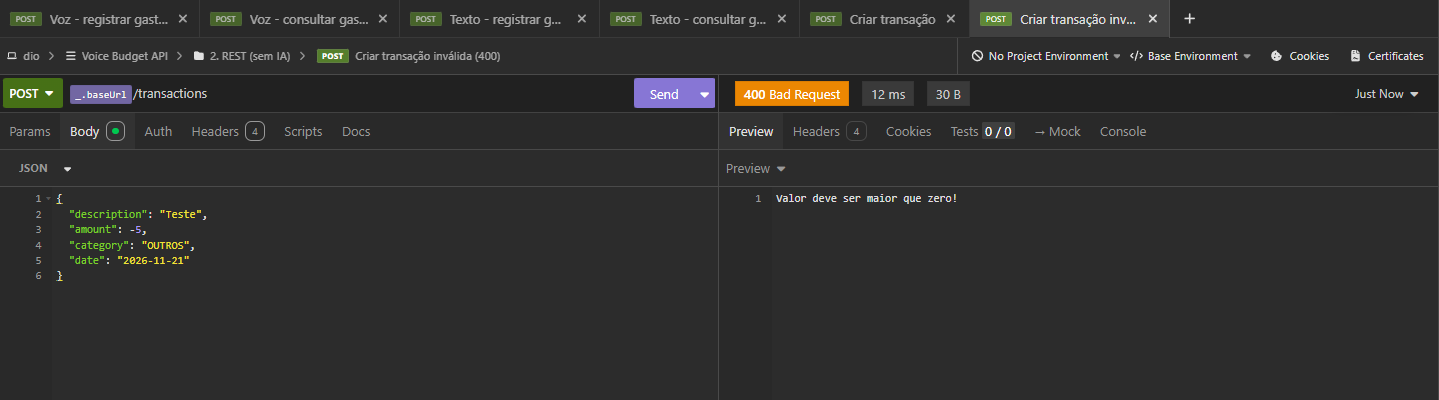 POST Voz - registrar gast... × POST Voz - consultar gas... × POST Texto - registrar g... × POST Texto - consultar g... × POST Criar transação × POST Criar transação inv... × +
dio > Voice Budget API > 2. REST (sem IA) > POST Criar transação inválida (400)
No Project Environment Base Environment Cookies Certificates
POST _.baseUrl /transactions Send
400 Bad Request 12 ms 30 B Just Now
Params Body Auth Headers 4 Scripts Docs
Preview Headers 4 Cookies Tests 0 / 0 → Mock Console
JSON
Preview
1 {
2 "description": "Teste",
3 "amount": -5,
4 "category": "OUTROS",
5 "date": "2026-11-21"
6 }
1 Valor deve ser maior que zero!